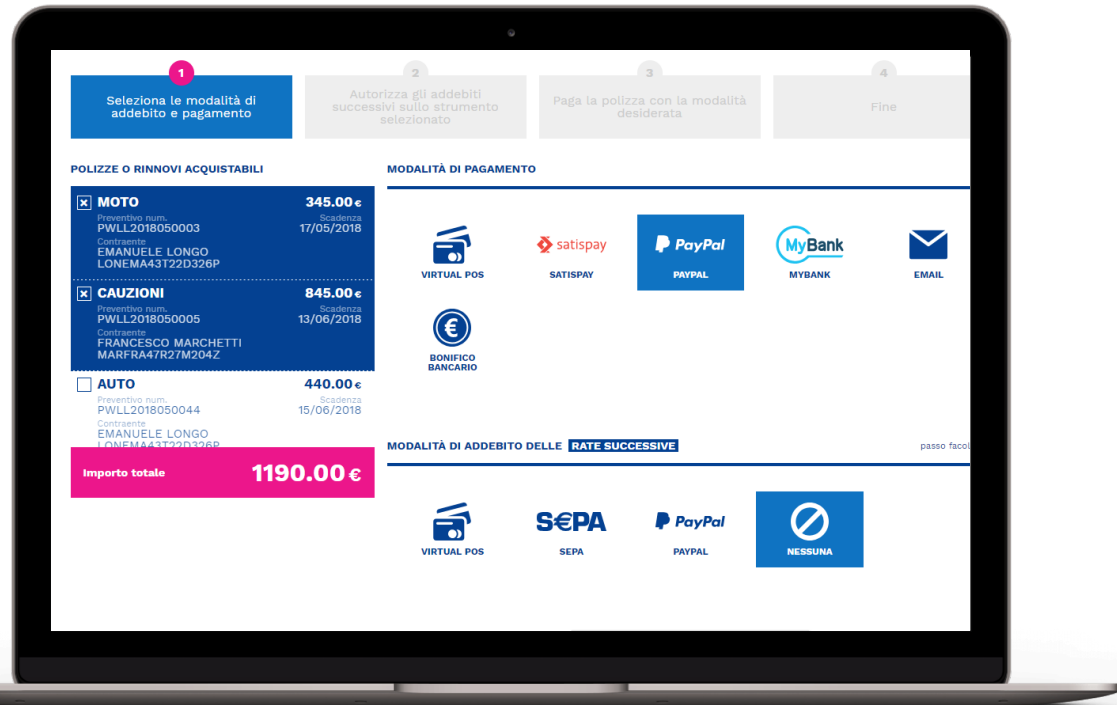 1
Seleziona le modalità di
addebito e pagamento
2
Autorizza gli addebiti
successivi sullo strumento
selezionato
3
Paga la polizza con la modalità
desiderata
4
Fine
POLIZZE O RINNOVI ACQUISTABILI
MOTO 345.00 €
Preventivo num. Scadenza
PWLL2018050003 17/05/2018
Contraente
EMANUELE LONGO
LONEMA43T22D326P
CAUZIONI 845.00 €
Preventivo num. Scadenza
PWLL2018050005 13/06/2018
Contraente
FRANCESCO MARCHETTI
MARFRA47R27M204Z
AUTO 440.00 €
Preventivo num. Scadenza
PWLL2018050044 15/06/2018
Contraente
EMANUELE LONGO
LONEMA43T22D326P
Importo totale 1190.00 €
MODALITÀ DI PAGAMENTO
VIRTUAL POS
satispay
SATISPAY
PayPal
PAYPAL
MyBank
MYBANK
EMAIL
€
BONIFICO
BANCARIO
MODALITÀ DI ADDEBITO DELLE RATE SUCCESSIVE passo facol
VIRTUAL POS
S€PA
SEPA
PayPal
PAYPAL
NESSUNA